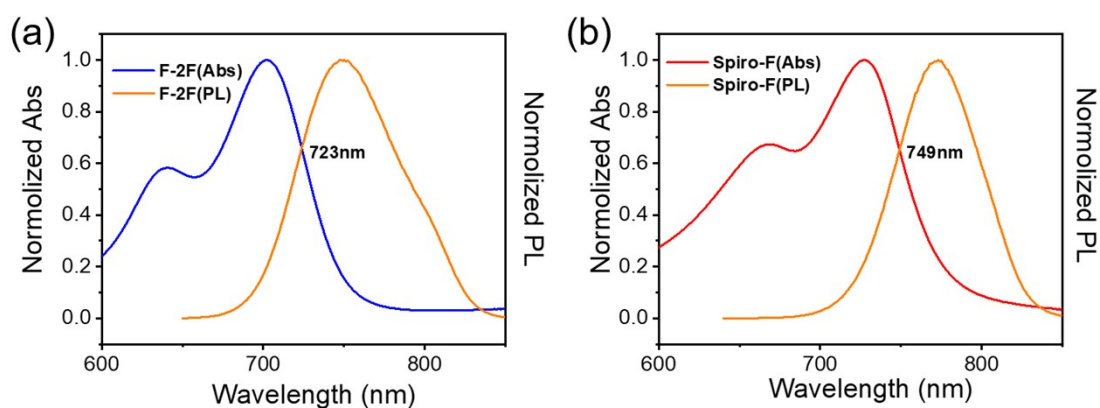 (a)
Normolized Abs
1.0
0.8
0.6
0.4
0.2
0.0
F-2F(Abs)
F-2F(PL)
723nm
600
700
800
Wavelength (nm)
Normolized PL
(b)
Normolized Abs
1.0
0.8
0.6
0.4
0.2
0.0
Spiro-F(Abs)
Spiro-F(PL)
749nm
600
700
800
Wavelength (nm)
Normolized PL